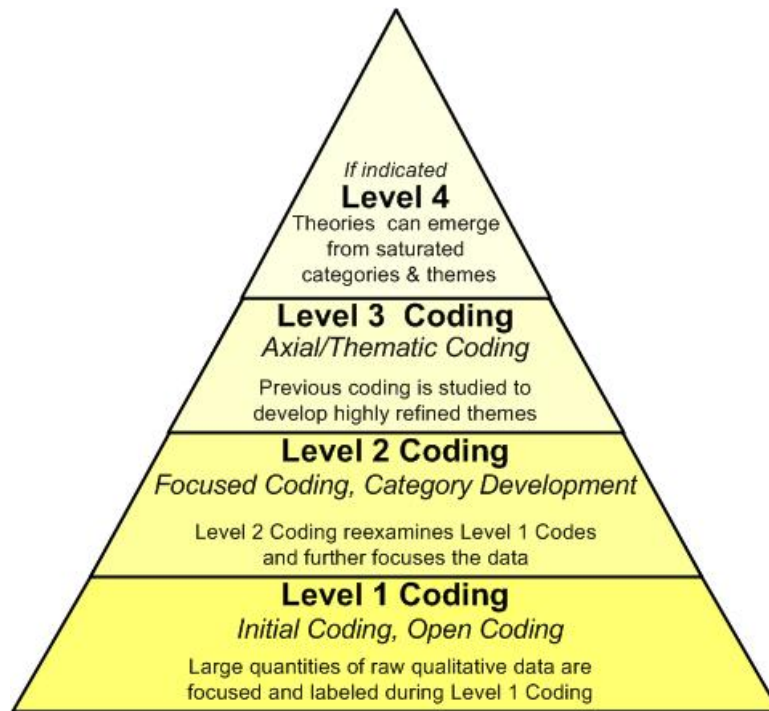 If indicated
Level 4
Theories can emerge
from saturated
categories & themes
Level 3 Coding
Axial/Thematic Coding
Previous coding is studied to
develop highly refined themes
Level 2 Coding
Focused Coding, Category Development
Level 2 Coding reexamines Level 1 Codes
and further focuses the data
Level 1 Coding
Initial Coding, Open Coding
Large quantities of raw qualitative data are
focused and labeled during Level 1 Coding